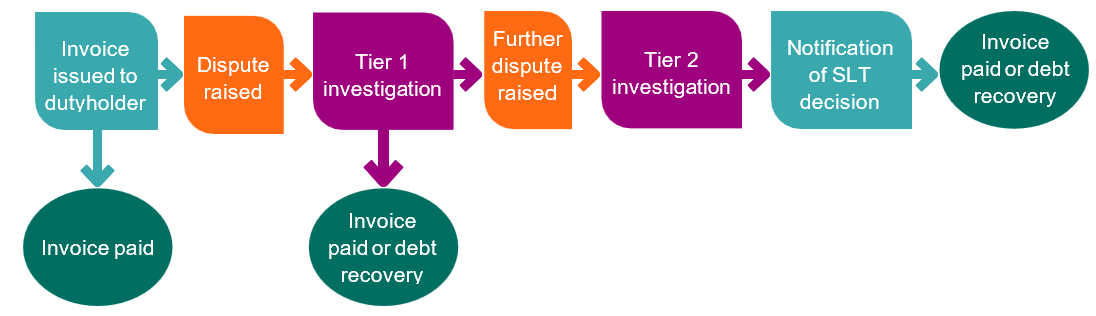 Invoice
issued to
dutyholder
Dispute
raised
Tier 1
investigation
Further
dispute
raised
Tier 2
investigation
Notification
of SLT
decision
Invoice
paid or debt
recovery
Invoice paid
Invoice
paid or debt
recovery